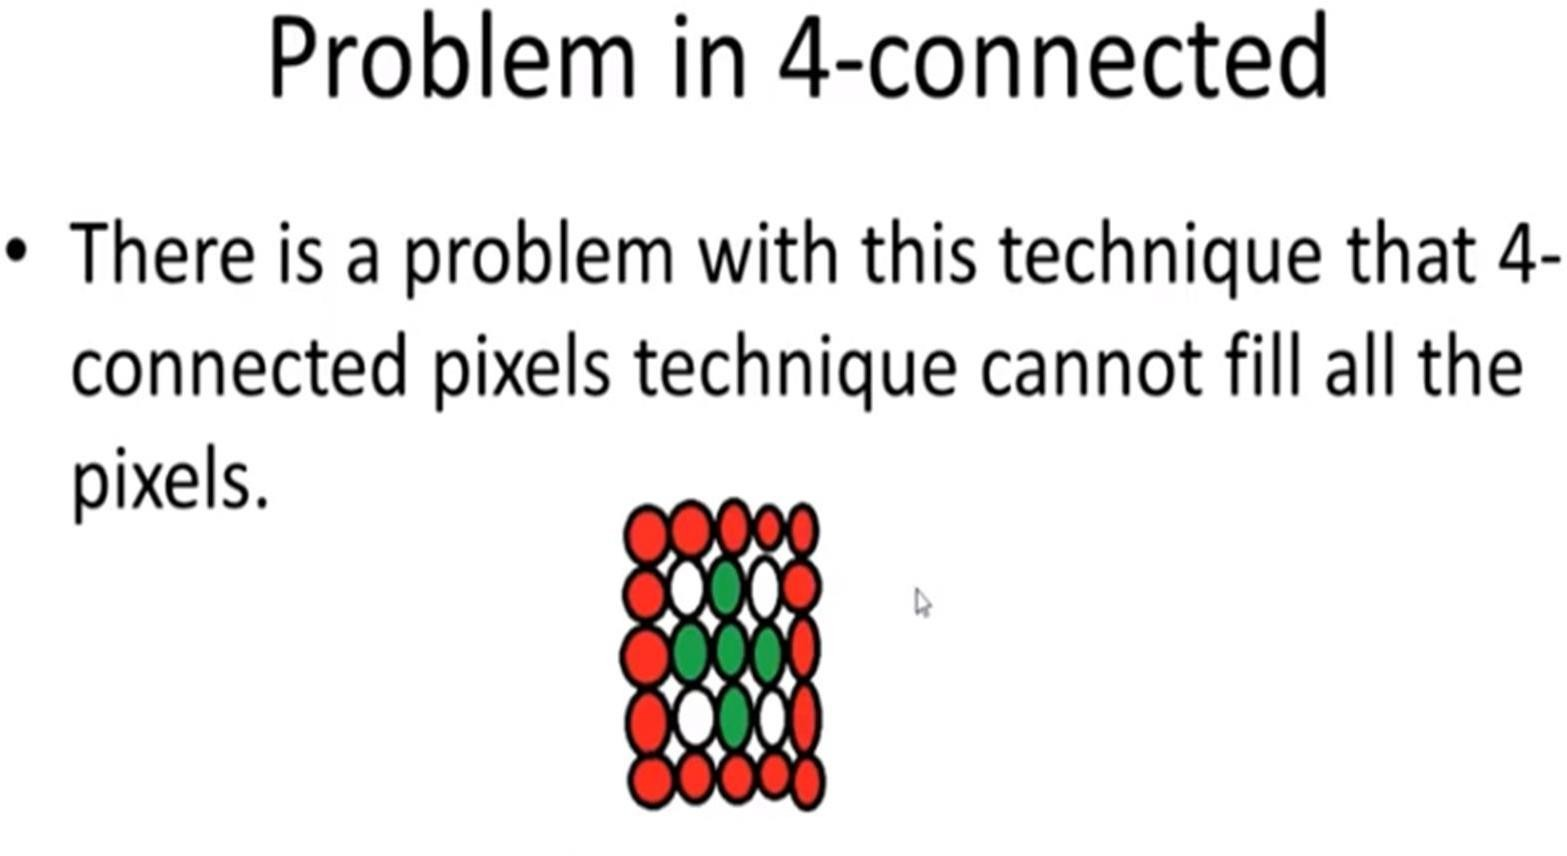 Problem in 4-connected
• There is a problem with this technique that 4-
connected pixels technique cannot fill all the
pixels.